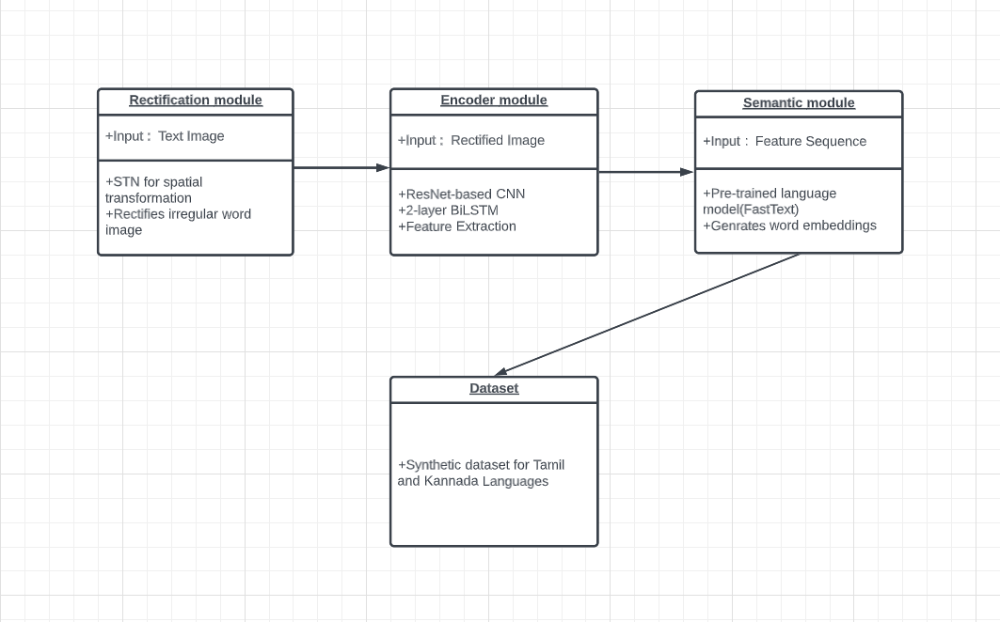 Rectification module
+Input : Text Image
+STN for spatial
transformation
+Rectifies irregular word
image
Encoder module
+Input : Rectified Image
+ResNet-based CNN
+2-layer BiLSTM
+Feature Extraction
Semantic module
+Input : Feature Sequence
+Pre-trained language
model(FastText)
+Genrates word embeddings
Dataset
+Synthetic dataset for Tamil
and Kannada Languages